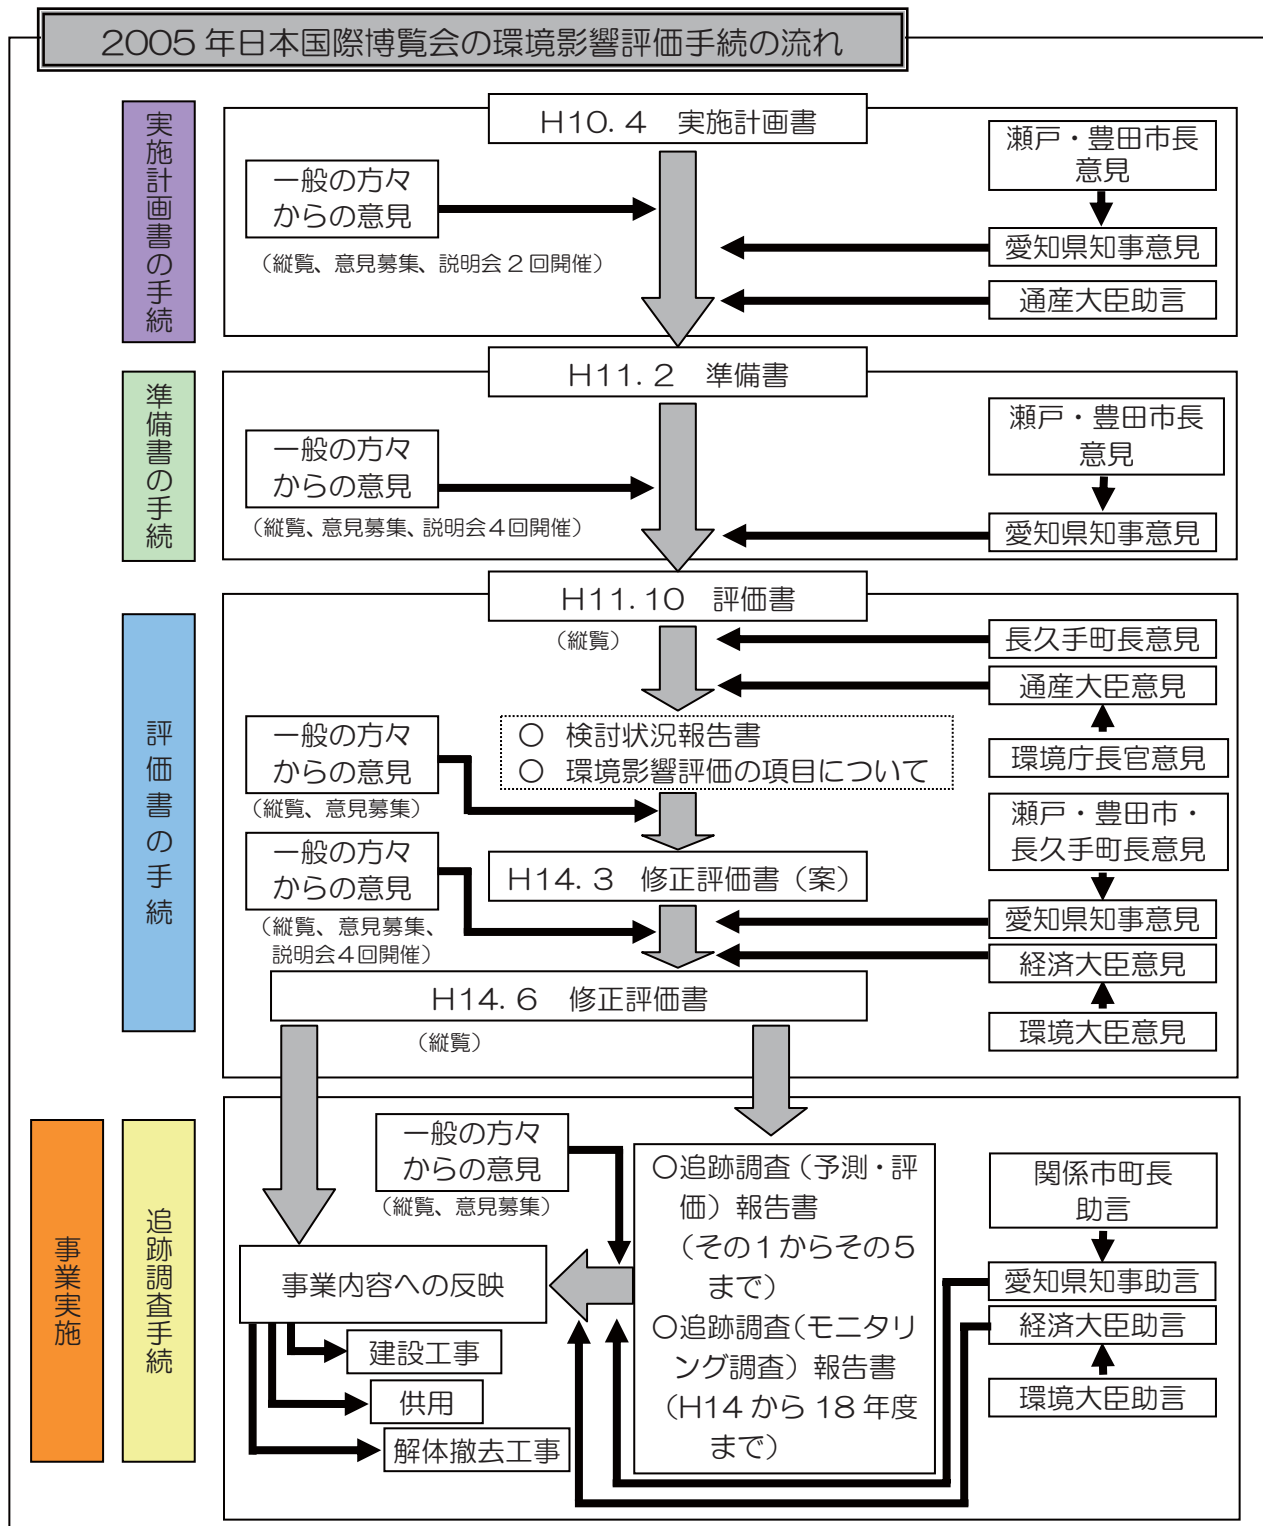 2005年日本国際博覧会の環境影響評価手続の流れ
実施計画書の手続
H10．4　実施計画書
一般の方々
からの意見
（縦覧、意見募集、説明会２回開催）
瀬戸・豊田市長
意見
愛知県知事意見
通産大臣助言
準備書の手続
H11．2　準備書
一般の方々
からの意見
（縦覧、意見募集、説明会４回開催）
瀬戸・豊田市長
意見
愛知県知事意見
評価書の手続
H11．10　評価書
（縦覧）
長久手町長意見
通産大臣意見
環境庁長官意見
○　検討状況報告書
○　環境影響評価の項目について
一般の方々
からの意見
（縦覧、意見募集）
瀬戸・豊田市・
長久手町長意見
H14．3　修正評価書（案）
一般の方々
からの意見
（縦覧、意見募集、
説明会４回開催）
愛知県知事意見
経済大臣意見
環境大臣意見
H14．6　修正評価書
（縦覧）
事業実施
追跡調査手続
一般の方々
からの意見
（縦覧、意見募集）
○追跡調査（予測・評
価）報告書
（その１からその５
まで）
○追跡調査（モニタリ
ング調査）報告書
（H14から18年度
まで）
関係市町長
助言
愛知県知事助言
経済大臣助言
環境大臣助言
事業内容への反映
建設工事
供用
解体撤去工事